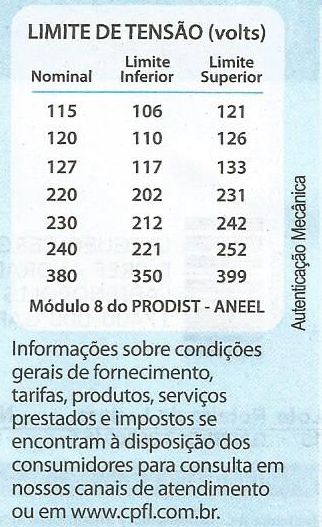 LIMITE DE TENSÃO (volts)
Nominal Limite Inferior Limite Superior
115 106 121
120 110 126
127 117 133
220 202 231
230 212 242
240 221 252
380 350 399
Módulo 8 do PRODIST - ANEEL
Autenticação Mecânica
Informações sobre condições
gerais de fornecimento,
tarifas, produtos, serviços
prestados e impostos se
encontram à disposição dos
consumidores para consulta em
nossos canais de atendimento
ou em www.cpfl.com.br.